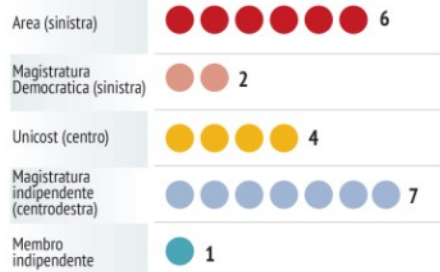 Area (sinistra)
6
Magistratura
Democratica (sinistra)
2
Unicost (centro)
4
Magistratura
indipendente
(centrodestra)
7
Membro
indipendente
1